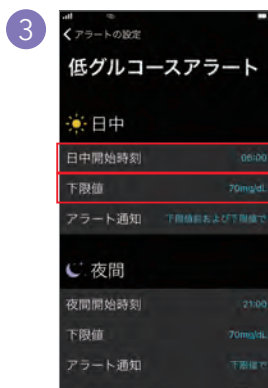 3
アラートの設定
低グルコースアラート
日中
日中開始時刻 06:00
下限値 70mg/dL
アラート通知 下限値前および下限値で
夜間
夜間開始時刻 21:00
下限値 70mg/dL
アラート通知 下限値で